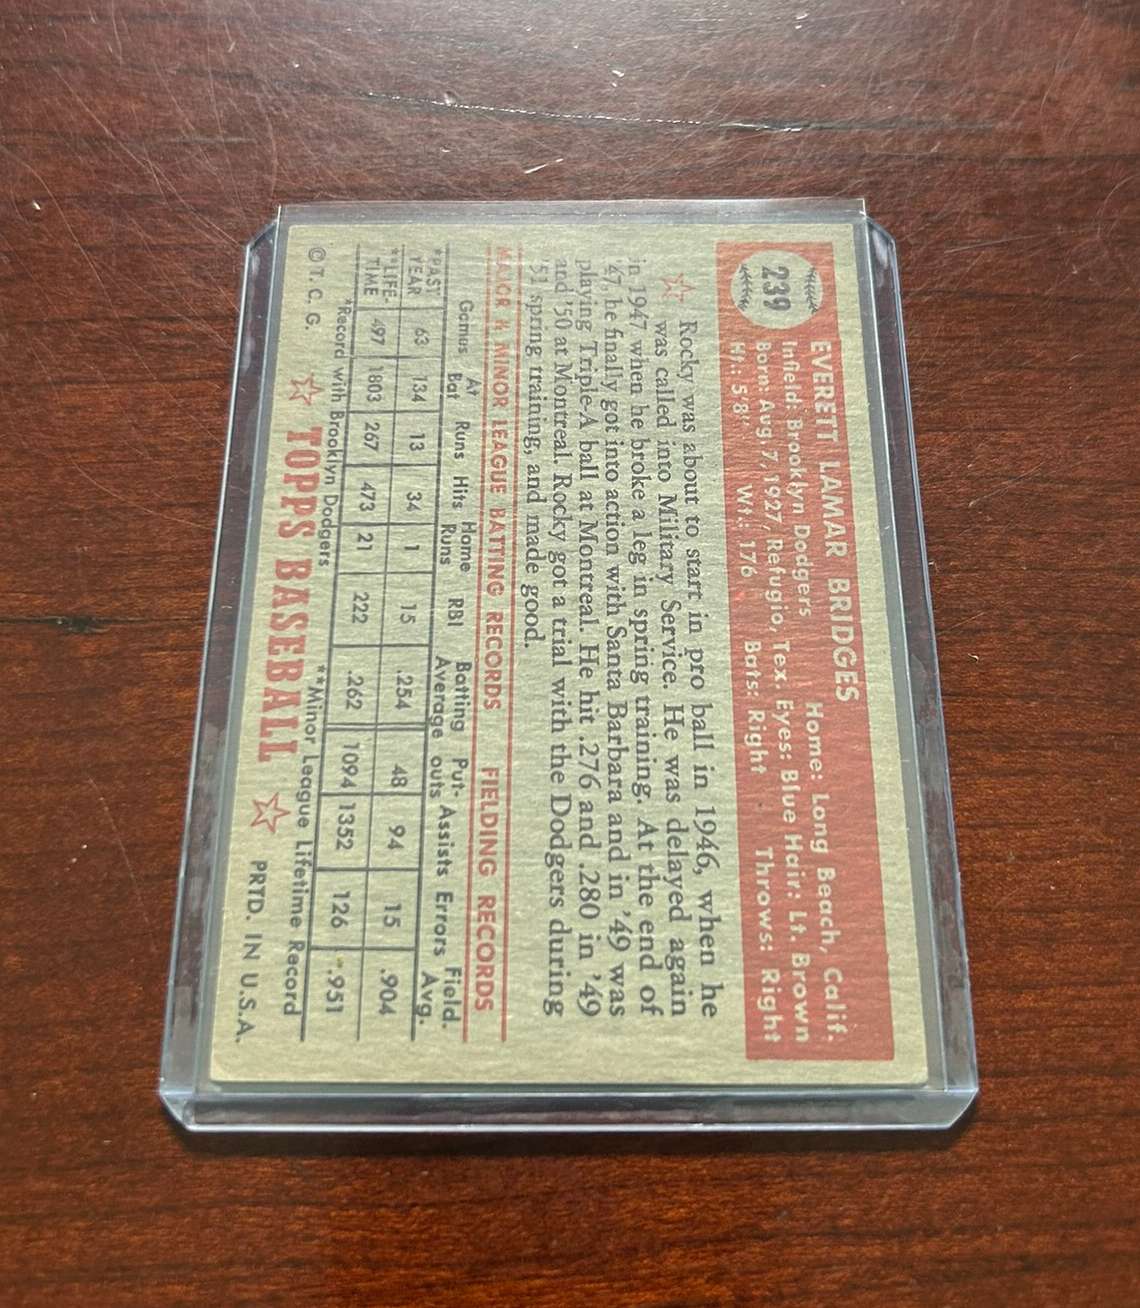 239
EVERETT LAMAR BRIDGES
Infield: Brooklyn Dodgers Home: Long Beach, Calif.
Born: Aug. 7, 1927, Refugio, Tex. Eyes: Blue Hair: Lt. Brown
Ht.: 5'8" Wt.: 176 Bats: Right Throws: Right
Rocky was about to start in pro ball in 1946, when he
was called into Military Service. He was delayed again
in 1947 when he broke a leg in spring training. At the end of
'47, he finally got into action with Santa Barbara and in '49 was
playing Triple-A ball at Montreal. He hit .276 and .280 in '49
and '50 at Montreal. Rocky got a trial with the Dodgers during
'51 spring training, and made good.
MAJOR & MINOR LEAGUE BATTING RECORDS FIELDING RECORDS
Games At Bat Runs Hits Home Runs RBI Batting Average Put-outs Assists Errors Field. Avg.
*PAST YEAR 63 134 13 34 1 15 .254 48 94 15 .904
**LIFE-TIME 497 1803 267 473 21 222 .262 1094 1352 126 .951
*Record with Brooklyn Dodgers **Minor League Lifetime Record
© T. C. G. TOPPS BASEBALL PRTD. IN U.S.A.